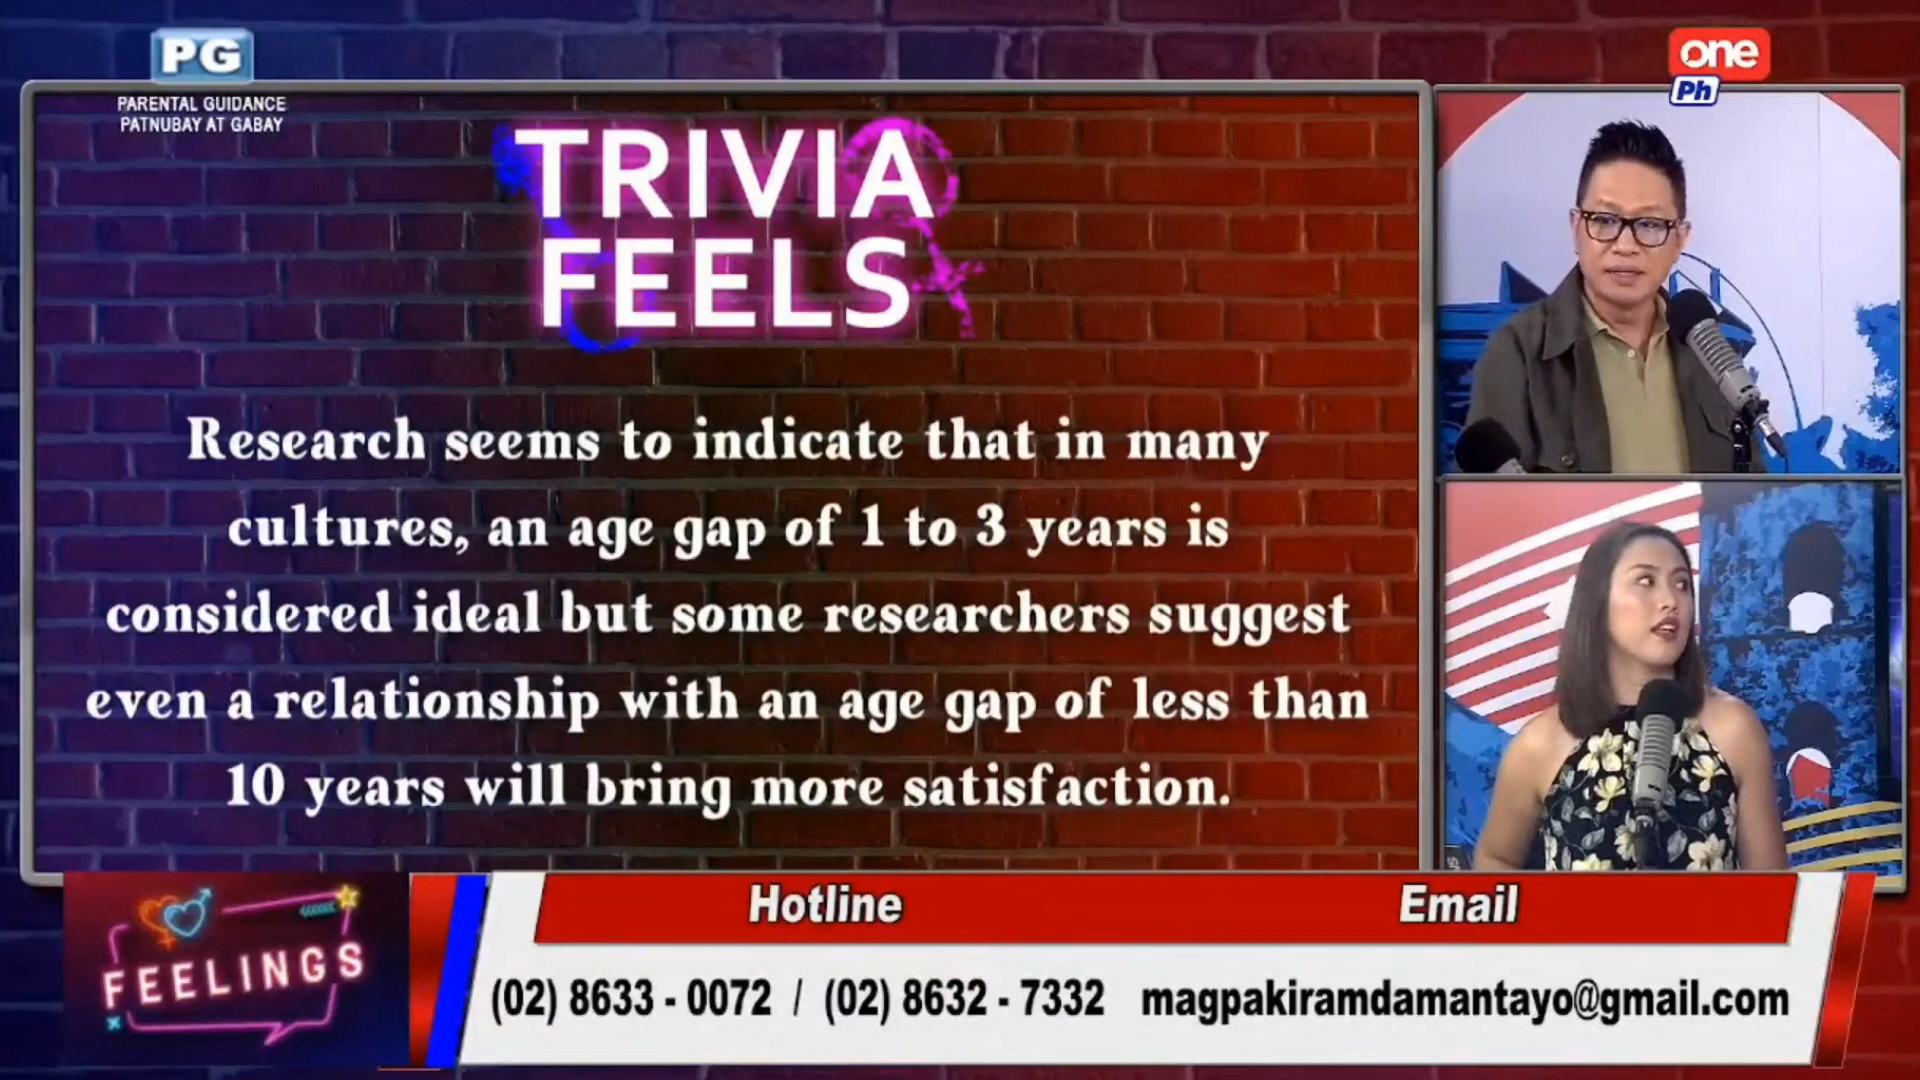 PG
PARENTAL GUIDANCE
PATNUBAY AT GABAY
one
Ph
TRIVIA
FEELS
Research seems to indicate that in many
cultures, an age gap of 1 to 3 years is
considered ideal but some researchers suggest
even a relationship with an age gap of less than
10 years will bring more satisfaction.
FEELINGS
Hotline
Email
(02) 8633 - 0072 / (02) 8632 - 7332
magpakiramdamantayo@gmail.com